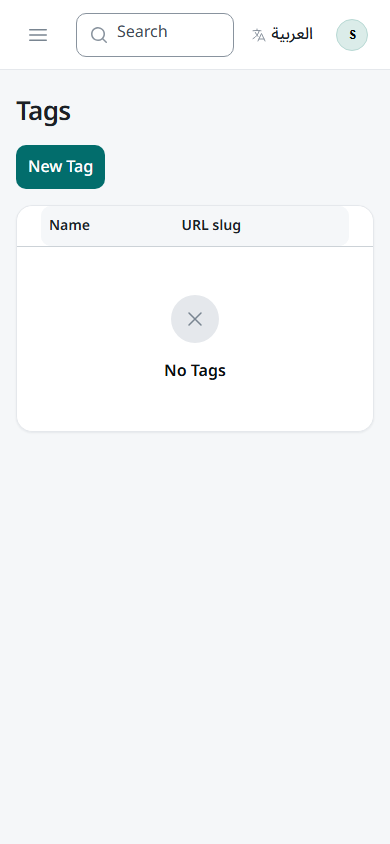 Search
العربية
S
Tags
New Tag
Name URL slug
No Tags